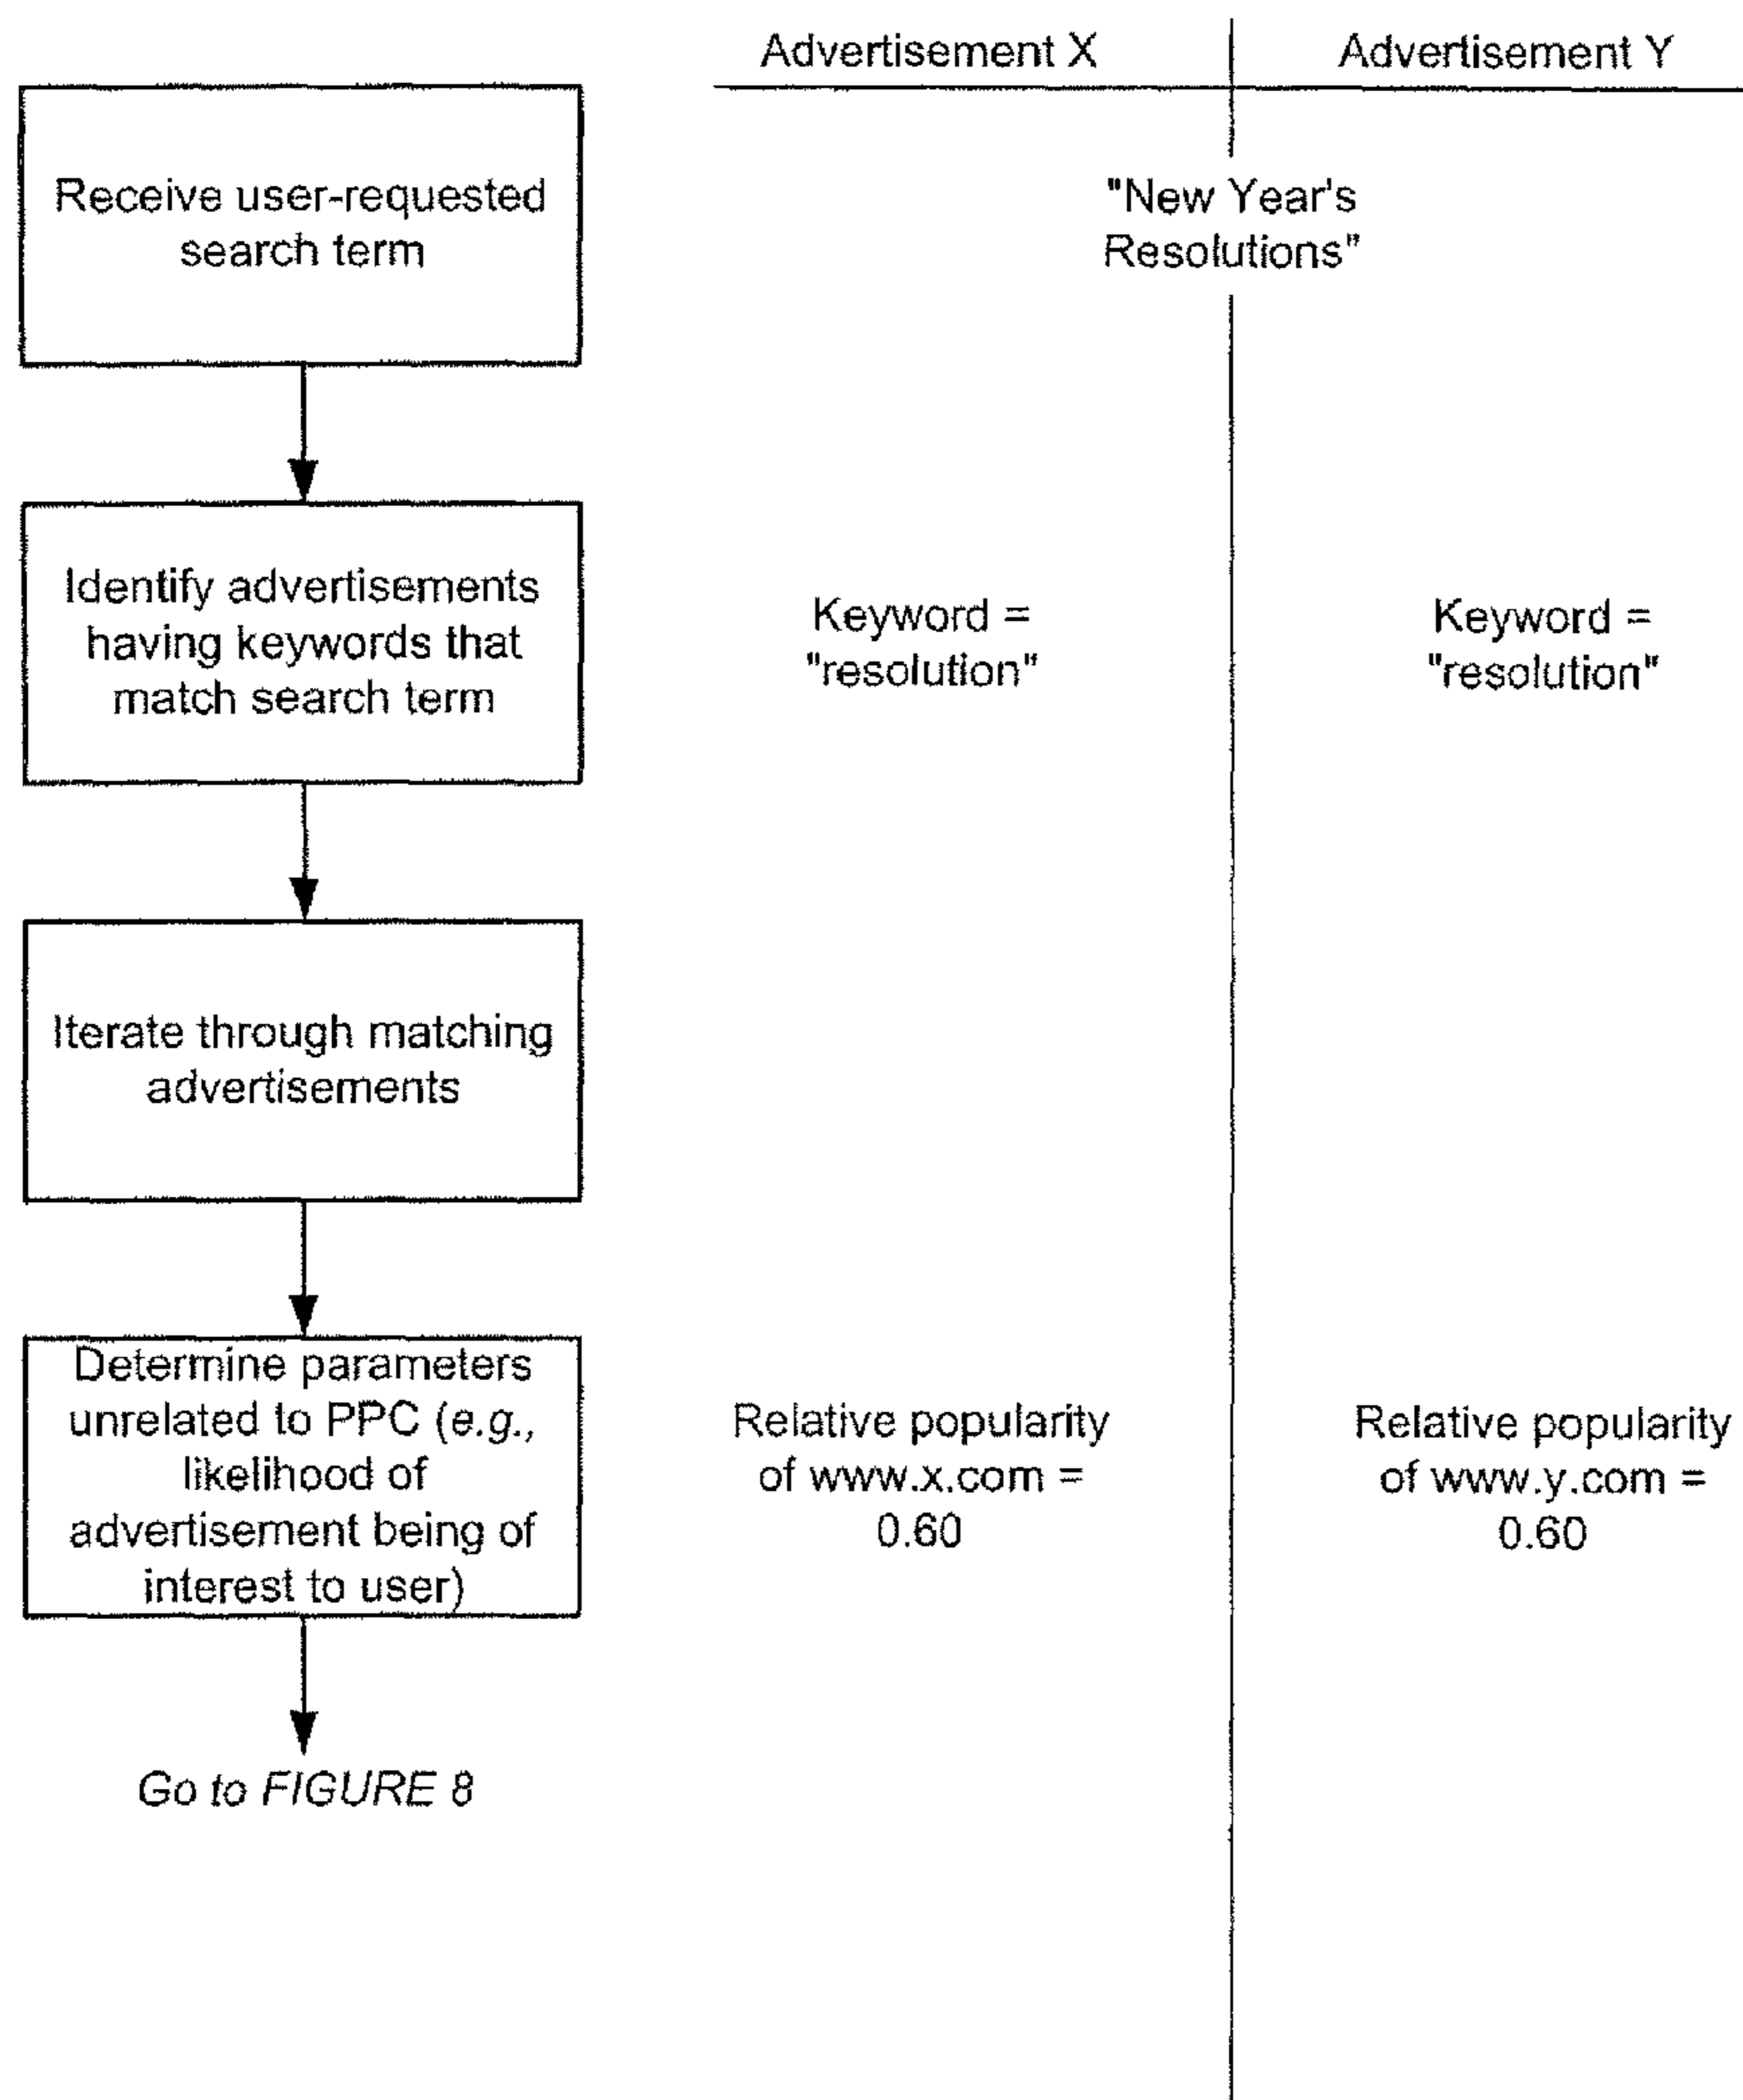 Advertisement X
Advertisement Y
Receive user-requested
search term
"New Year's
Resolutions"
Identify advertisements
having keywords that
match search term
Keyword =
"resolution"
Keyword =
"resolution"
Iterate through matching
advertisements
Determine parameters
unrelated to PPC (e.g.,
likelihood of
advertisement being of
interest to user)
Relative popularity
of www.x.com =
0.60
Relative popularity
of www.y.com =
0.60
Go to FIGURE 8